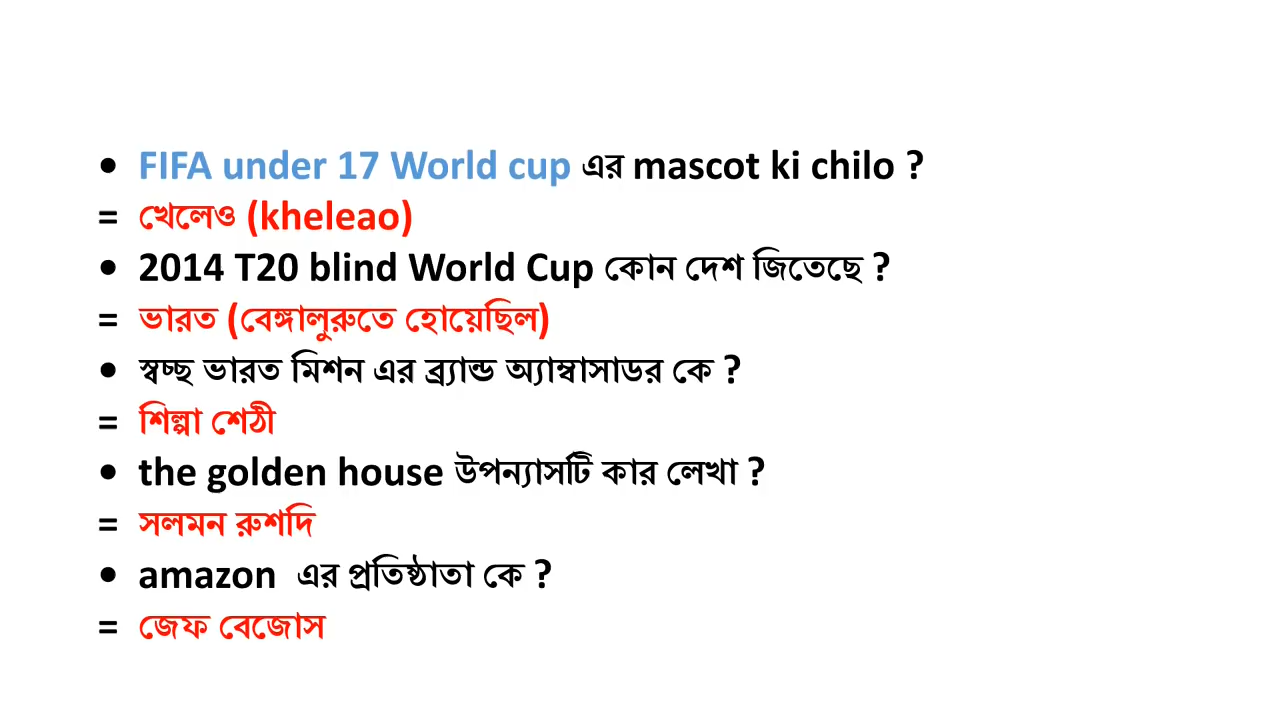 • FIFA under 17 World cup এর mascot ki chilo ?
= খেলেও (kheleao)
• 2014 T20 blind World Cup কোন দেশ জিতেছে ?
= ভারত (বেঙ্গালুরুতে হোয়েছিল)
• স্বচ্ছ ভারত মিশন এর ব্র্যান্ড অ্যাম্বাসাডর কে ?
= শিল্পা শেঠী
• the golden house উপন্যাসটি কার লেখা ?
= সলমন রুশদি
• amazon এর প্রতিষ্ঠাতা কে ?
= জেফ বেজোস